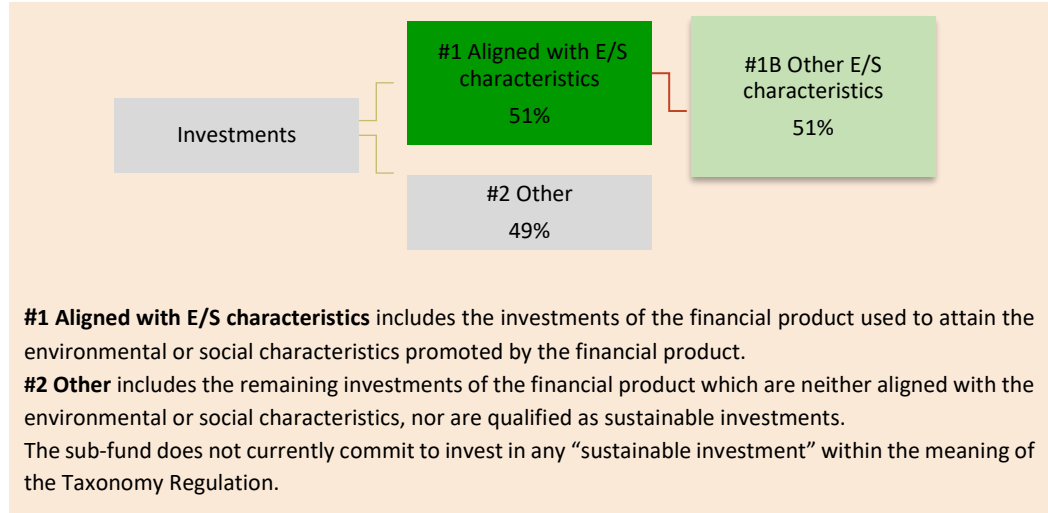 #1 Aligned with E/S
characteristics
51%
#1B Other E/S
characteristics
51%
Investments
#2 Other
49%
#1 Aligned with E/S characteristics includes the investments of the financial product used to attain the
environmental or social characteristics promoted by the financial product.
#2 Other includes the remaining investments of the financial product which are neither aligned with the
environmental or social characteristics, nor are qualified as sustainable investments.
The sub-fund does not currently commit to invest in any “sustainable investment” within the meaning of
the Taxonomy Regulation.